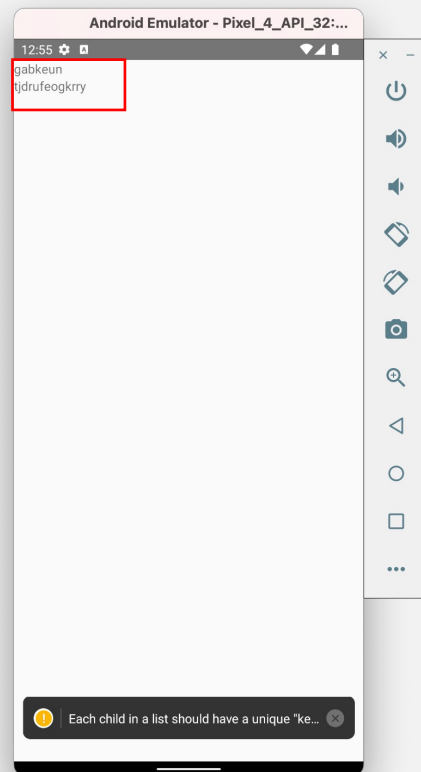 Android Emulator - Pixel_4_API_32:...
12:55
gabkeun
tjdrufeogkrry
Each child in a list should have a unique "ke...